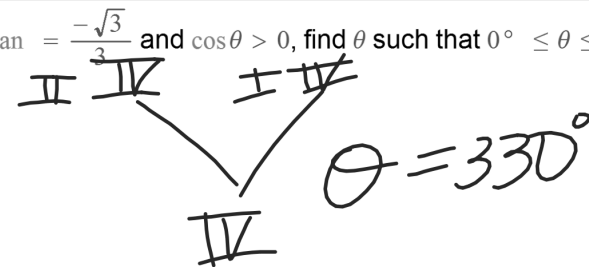 an = -√3/3 and cosθ > 0, find θ such that 0° ≤ θ ≤
II IV I IV
θ = 330°
IV